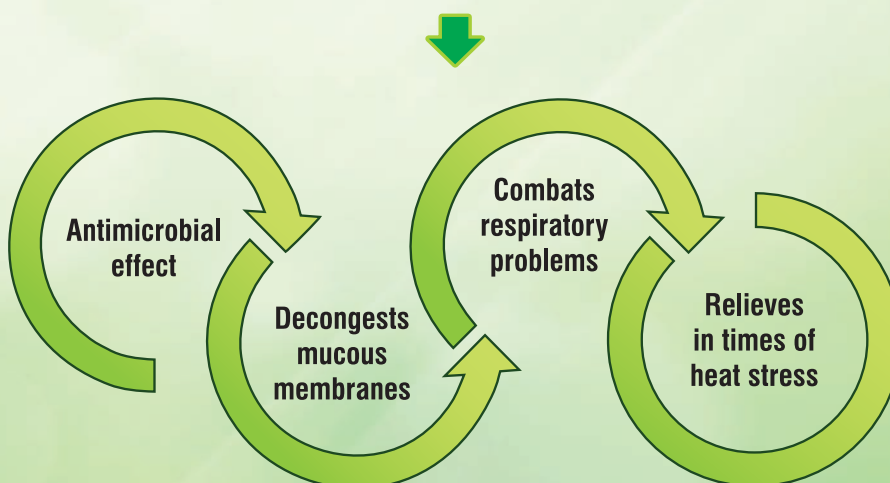 Antimicrobial
effect
Decongests
mucous
membranes
Combats
respiratory
problems
Relieves
in times of
heat stress